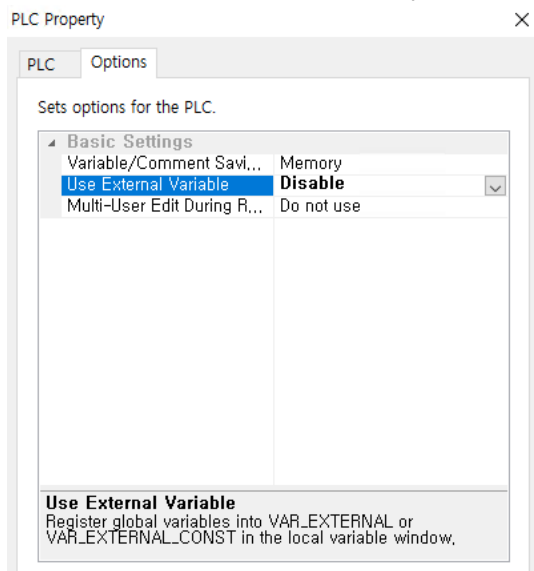 PLC Property
PLC Options
Sets options for the PLC.
Basic Settings
Variable/Comment Savi... Memory
Use External Variable Disable
Multi-User Edit During R... Do not use
Use External Variable
Register global variables into VAR_EXTERNAL or
VAR_EXTERNAL_CONST in the local variable window.